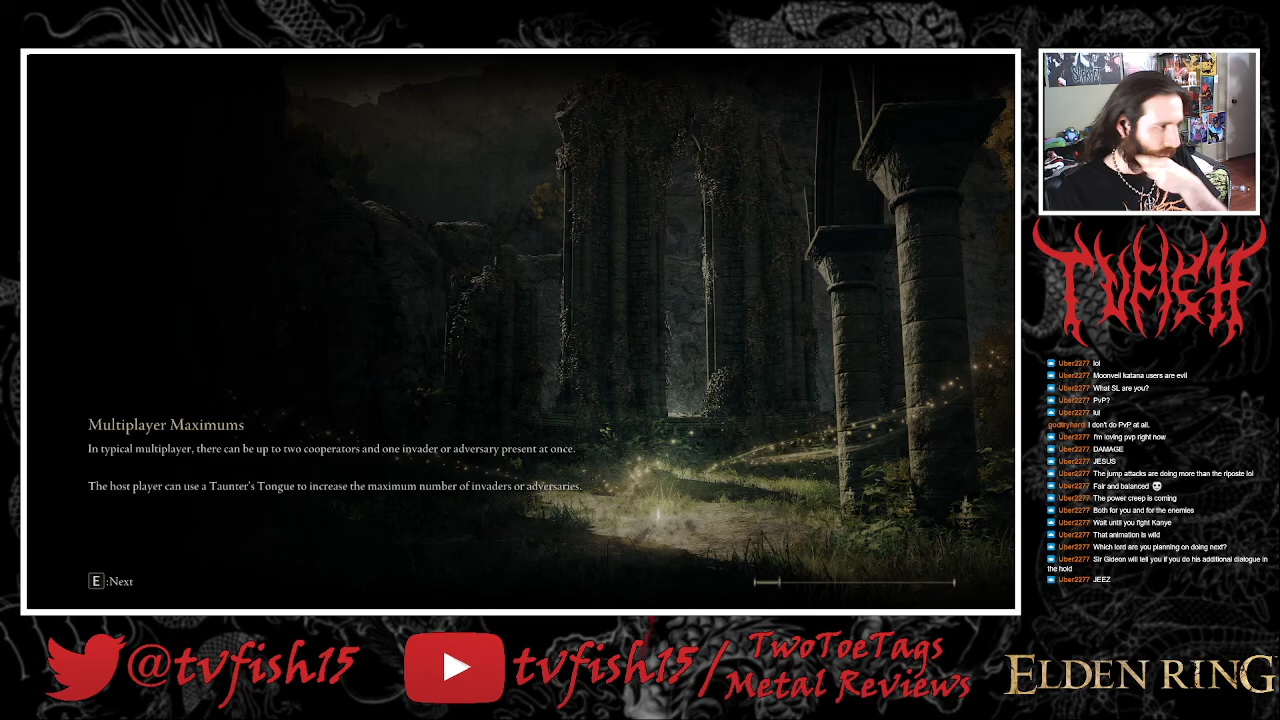 Multiplayer Maximums
In typical multiplayer, there can be up to two cooperators and one invader or adversary present at once.
The host player can use a Taunter's Tongue to increase the maximum number of invaders or adversaries.
E :Next
TVFISH
Uber2277 lol
Uber2277 Moonveil katana users are evil
Uber2277 What SL are you?
Uber2277 PvP?
Uber2277 lul
I don't do PvP at all.
Uber2277 I'm loving pvp right now
Uber2277 DAMAGE
Uber2277 JESUS
Uber2277 The jump attacks are doing more than the riposte lol
Uber2277 Fair and balanced
Uber2277 The power creep is coming
Uber2277 Both for you and for the enemies
Uber2277 Wait until you fight Kanye
Uber2277 That animation is wild
Uber2277 Which lord are you planning on doing next?
Uber2277 Sir Gideon will tell you if you do his additional dialogue in
the hold
Uber2277 JEEZ
@tvfish15
tvfish15 / TwoToeTags
Metal Reviews
ELDEN RING